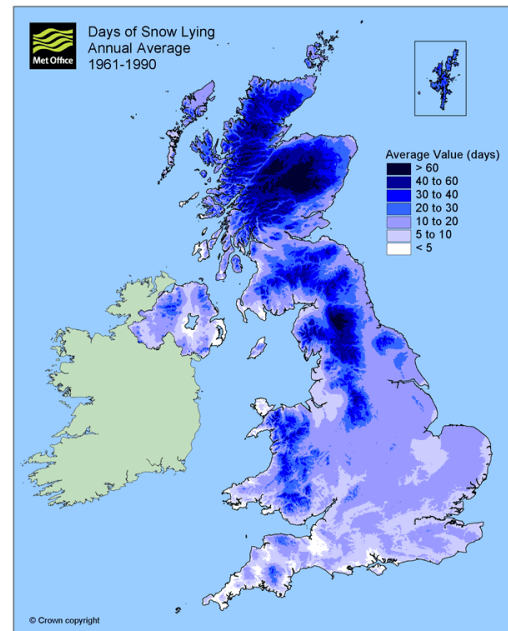 Met Office
Days of Snow Lying
Annual Average
1961-1990
Average Value (days)
> 60
40 to 60
30 to 40
20 to 30
10 to 20
5 to 10
< 5
© Crown copyright